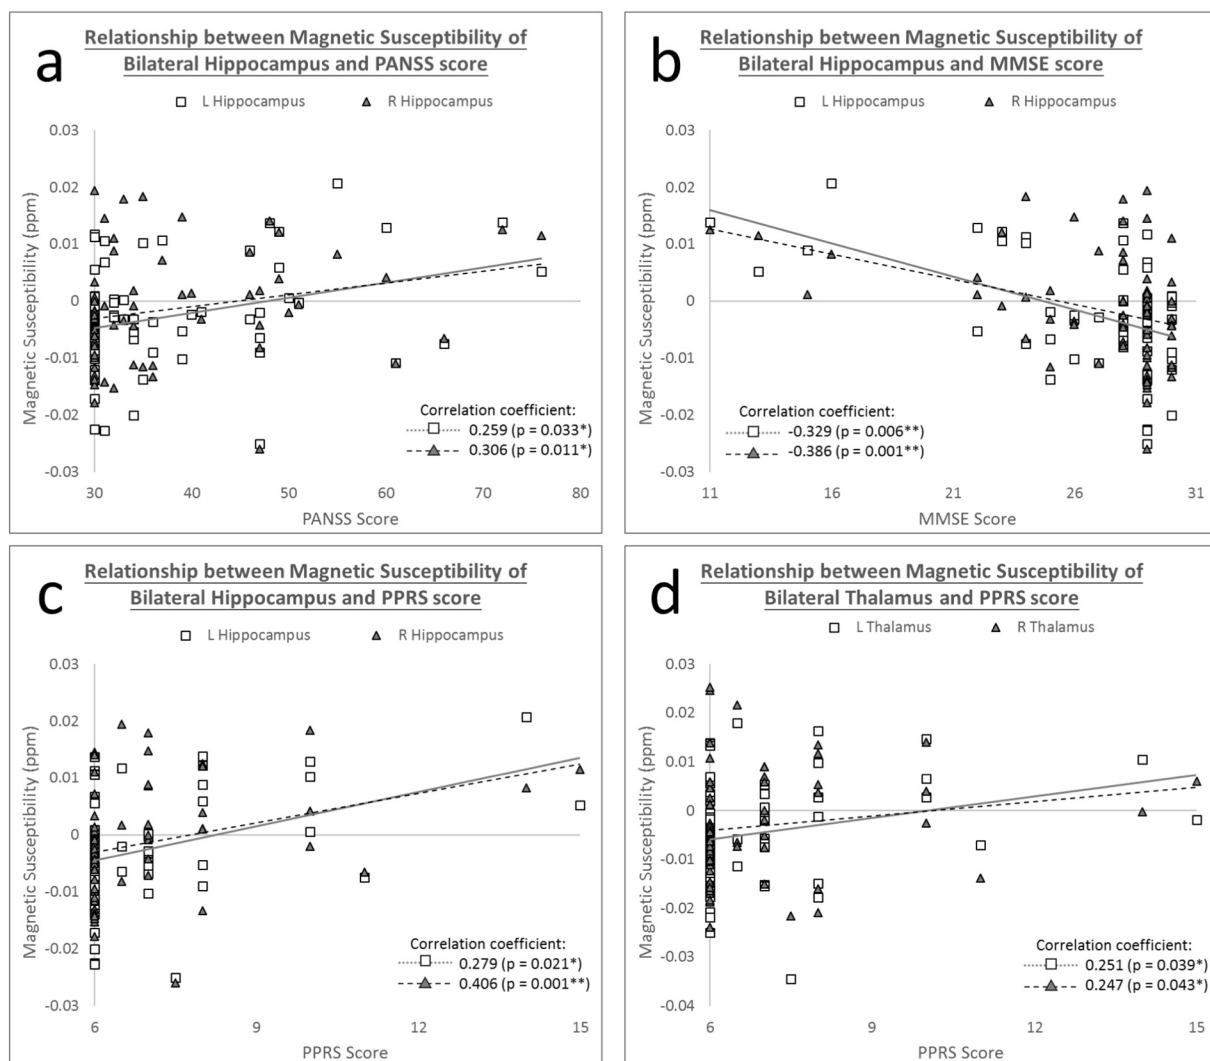 a
Relationship between Magnetic Susceptibility of
Bilateral Hippocampus and PANSS score
L Hippocampus
R Hippocampus
Magnetic Susceptibility (ppm)
0.03
0.02
0.01
0
-0.01
-0.02
-0.03
Correlation coefficient:
0.259 (p = 0.033*)
0.306 (p = 0.011*)
30
40
50
60
70
80
PANSS Score
b
Relationship between Magnetic Susceptibility of
Bilateral Hippocampus and MMSE score
L Hippocampus
R Hippocampus
Magnetic Susceptibility (ppm)
0.03
0.02
0.01
0
-0.01
-0.02
-0.03
Correlation coefficient:
-0.329 (p = 0.006**)
-0.386 (p = 0.001**)
11
16
21
26
31
MMSE Score
c
Relationship between Magnetic Susceptibility of
Bilateral Hippocampus and PPRS score
L Hippocampus
R Hippocampus
Magnetic Susceptibility (ppm)
0.03
0.02
0.01
0
-0.01
-0.02
-0.03
Correlation coefficient:
0.279 (p = 0.021*)
0.406 (p = 0.001**)
6
9
12
15
PPRS Score
d
Relationship between Magnetic Susceptibility of
Bilateral Thalamus and PPRS score
L Thalamus
R Thalamus
Magnetic Susceptibility (ppm)
0.03
0.02
0.01
0
-0.01
-0.02
-0.03
-0.04
Correlation coefficient:
0.251 (p = 0.039*)
0.247 (p = 0.043*)
6
9
12
15
PPRS Score